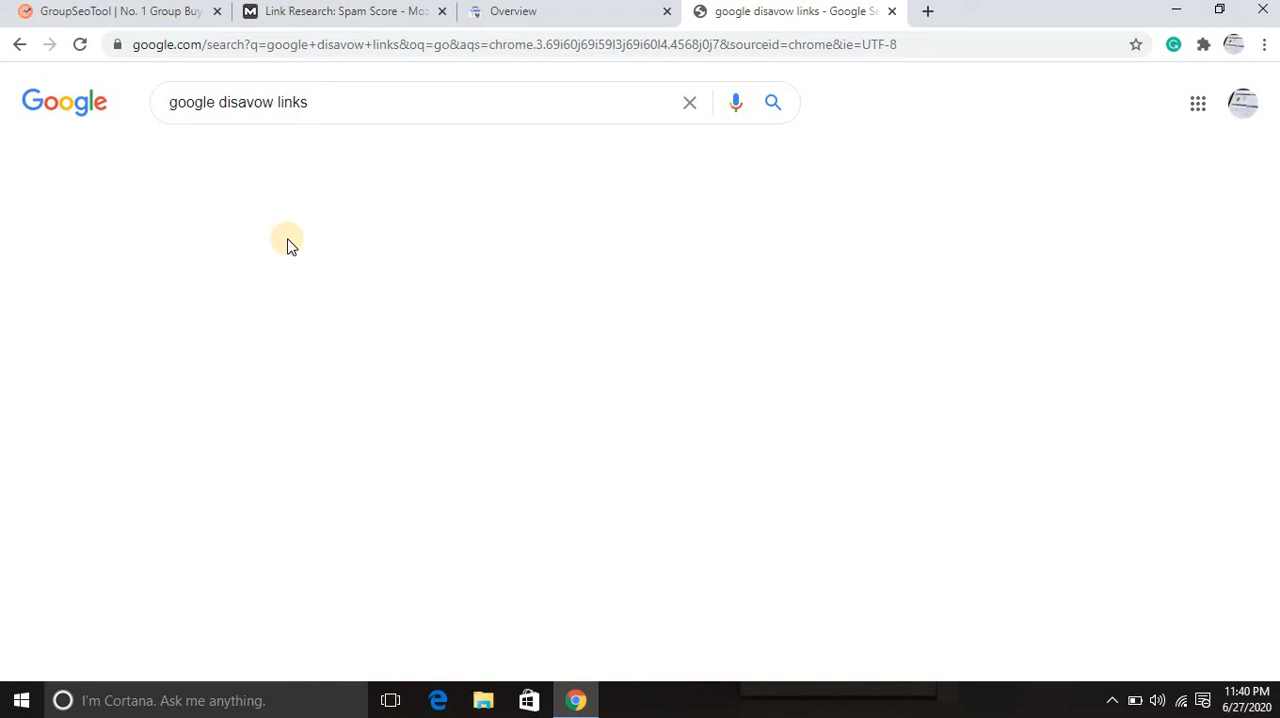 GroupSeoTool | No. 1 Group Buy
Link Research: Spam Score - Moz
Overview
google disavow links - Google Se
google.com/search?q=google+disavow+links&oq=go&aqs=chrome.3.69i60j69i59l3j69i60l4.4568j0j7&sourceid=chrome&ie=UTF-8
Google
google disavow links
I'm Cortana. Ask me anything.
11:40 PM
6/27/2020